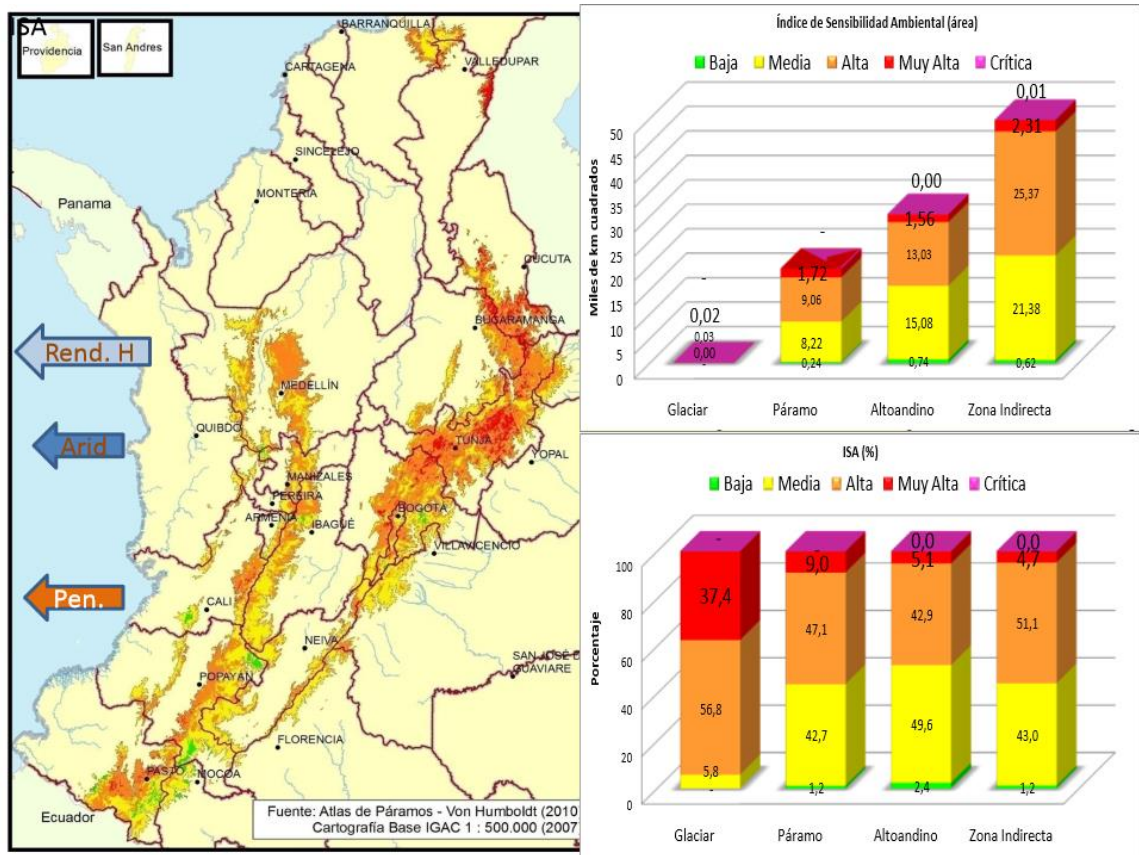 ISA
Providencia
San Andres
BARRANQUILLA
CARTAGENA
VALLEDUPAR
SINCELEJO
MONTERIA
Panama
CUCUTA
BUCARAMANGA
Rend. H
MEDELLÍN
QUIBDO
Arid
TUNJA
YOPAL
MANIZALES
PEREIRA
ARMENIA
IBAGUÉ
BOGOTA
VILLAVICENCIO
Pen.
CALI
NEIVA
SAN JOSÉ D
GUAVIARE
POPAYAN
FLORENCIA
PASTO
MOCOA
Ecuador
Fuente: Atlas de Páramos - Von Humboldt (2010
Cartografía Base IGAC 1 : 500.000 (2007)
Índice de Sensibilidad Ambiental (área)
Baja Media Alta Muy Alta Crítica
Miles de km cuadrados
50
45
40
35
30
25
20
15
10
5
0
-
0,02
0,03
0,00
-
-
1,72
9,06
8,22
0,24
0,00
1,56
13,03
15,08
0,74
0,01
2,31
25,37
21,38
0,62
Glaciar Páramo Altoandino Zona Indirecta
- - -
ISA (%)
Baja Media Alta Muy Alta Crítica
Porcentaje
100
80
60
40
20
0
-
37,4
56,8
5,8
-
-
9,0
47,1
42,7
1,2
0,0
5,1
42,9
49,6
2,4
0,0
4,7
51,1
43,0
1,2
Glaciar Páramo Altoandino Zona Indirecta